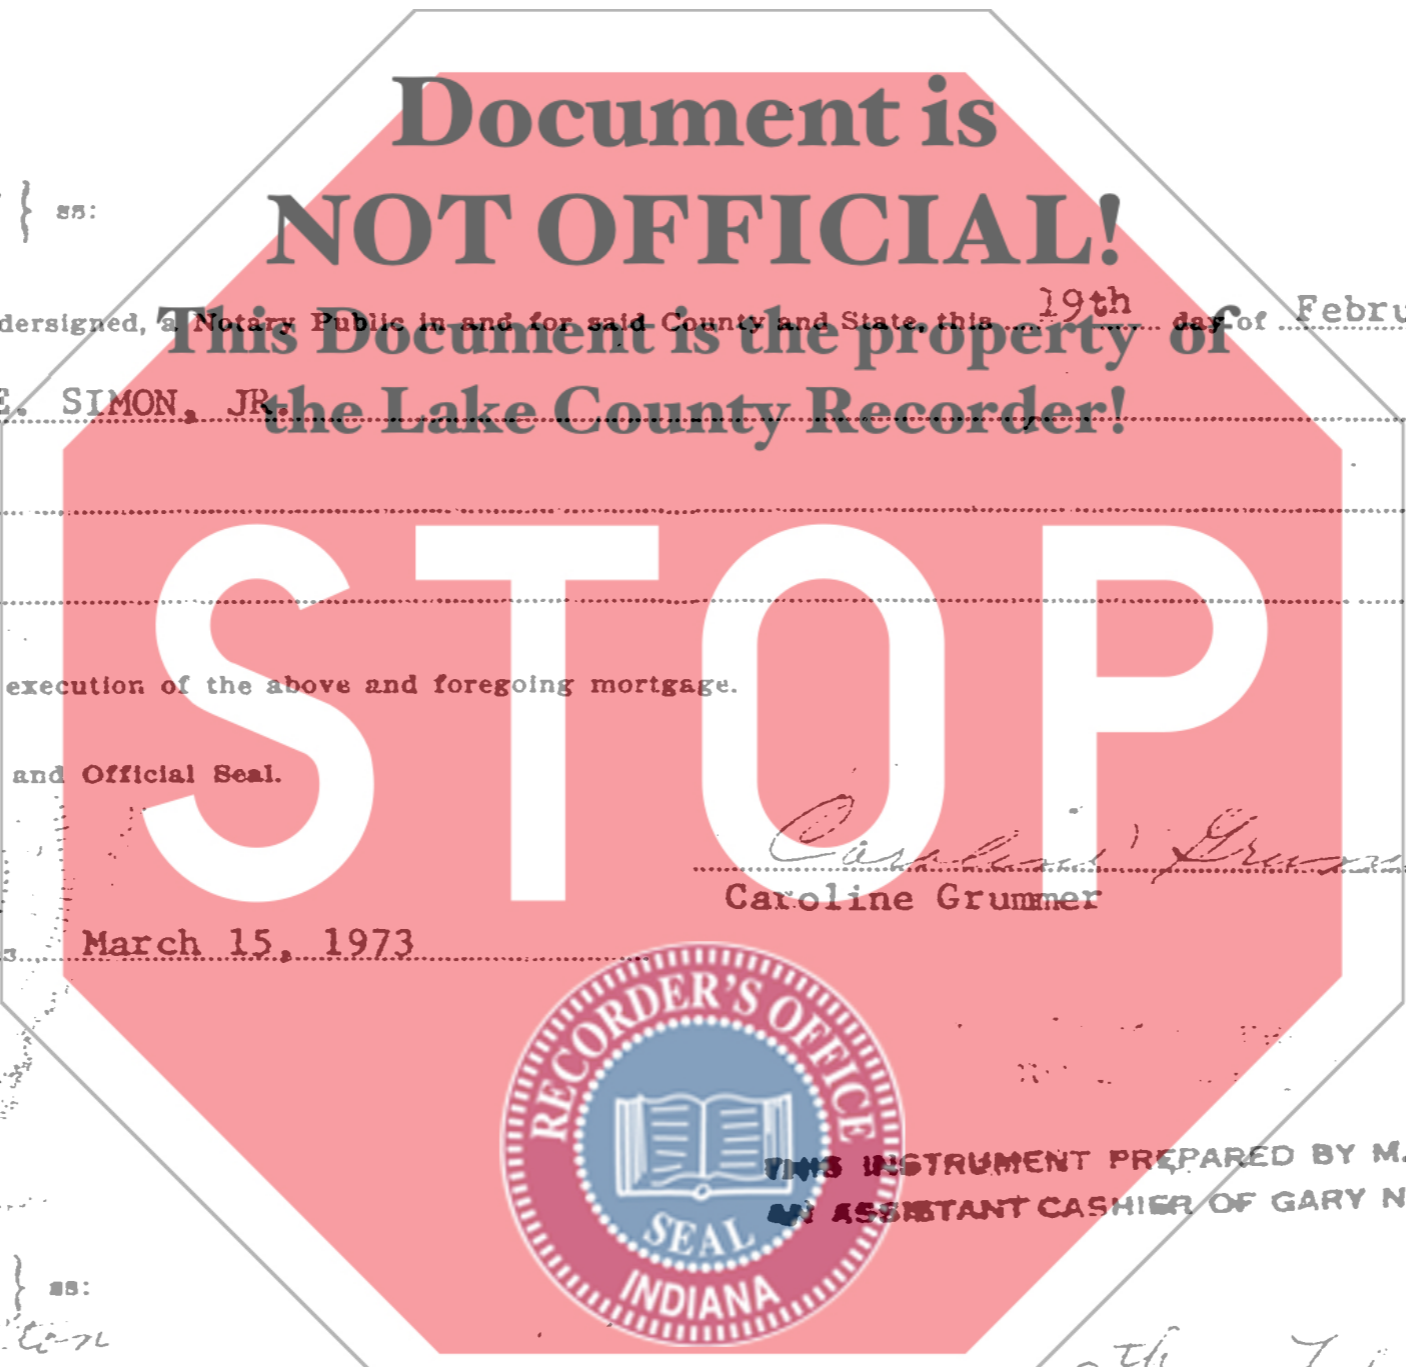 Document is
NOT OFFICIAL!
This Document is the property of
the Lake County Recorder!
STOP
ss:
dersigned, a Notary Public in and for said County and State, this 19th day of Febru
E. SIMON, JR.
execution of the above and foregoing mortgage.
and Official Seal.
Caroline Grumm
Caroline Grummer
March 15, 1973
RECORDER'S OFFICE
SEAL
INDIANA
THIS INSTRUMENT PREPARED BY M.
AN ASSISTANT CASHIER OF GARY N
ss:
th